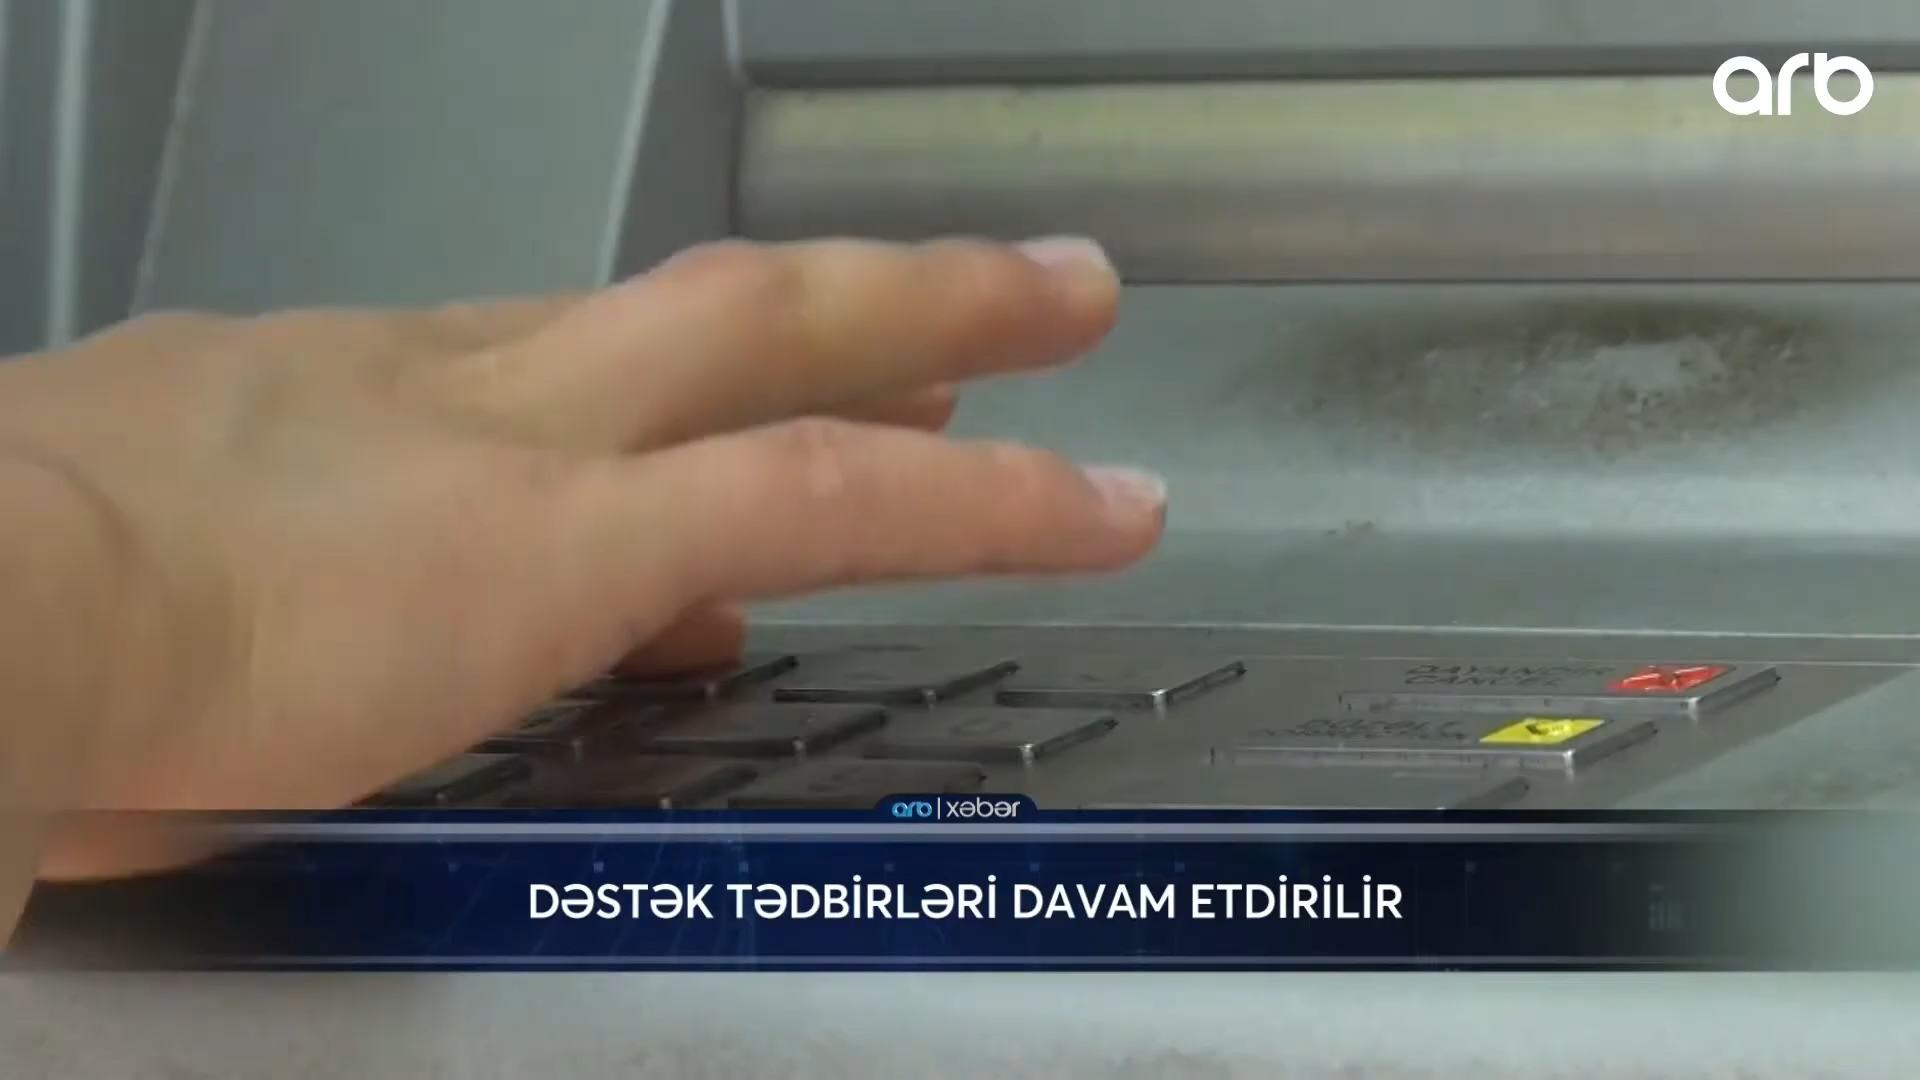 arb
DAYANDIR
CANCEL
arb | xəbər
DƏSTƏK TƏDBİRLƏRİ DAVAM ETDİRİLİR